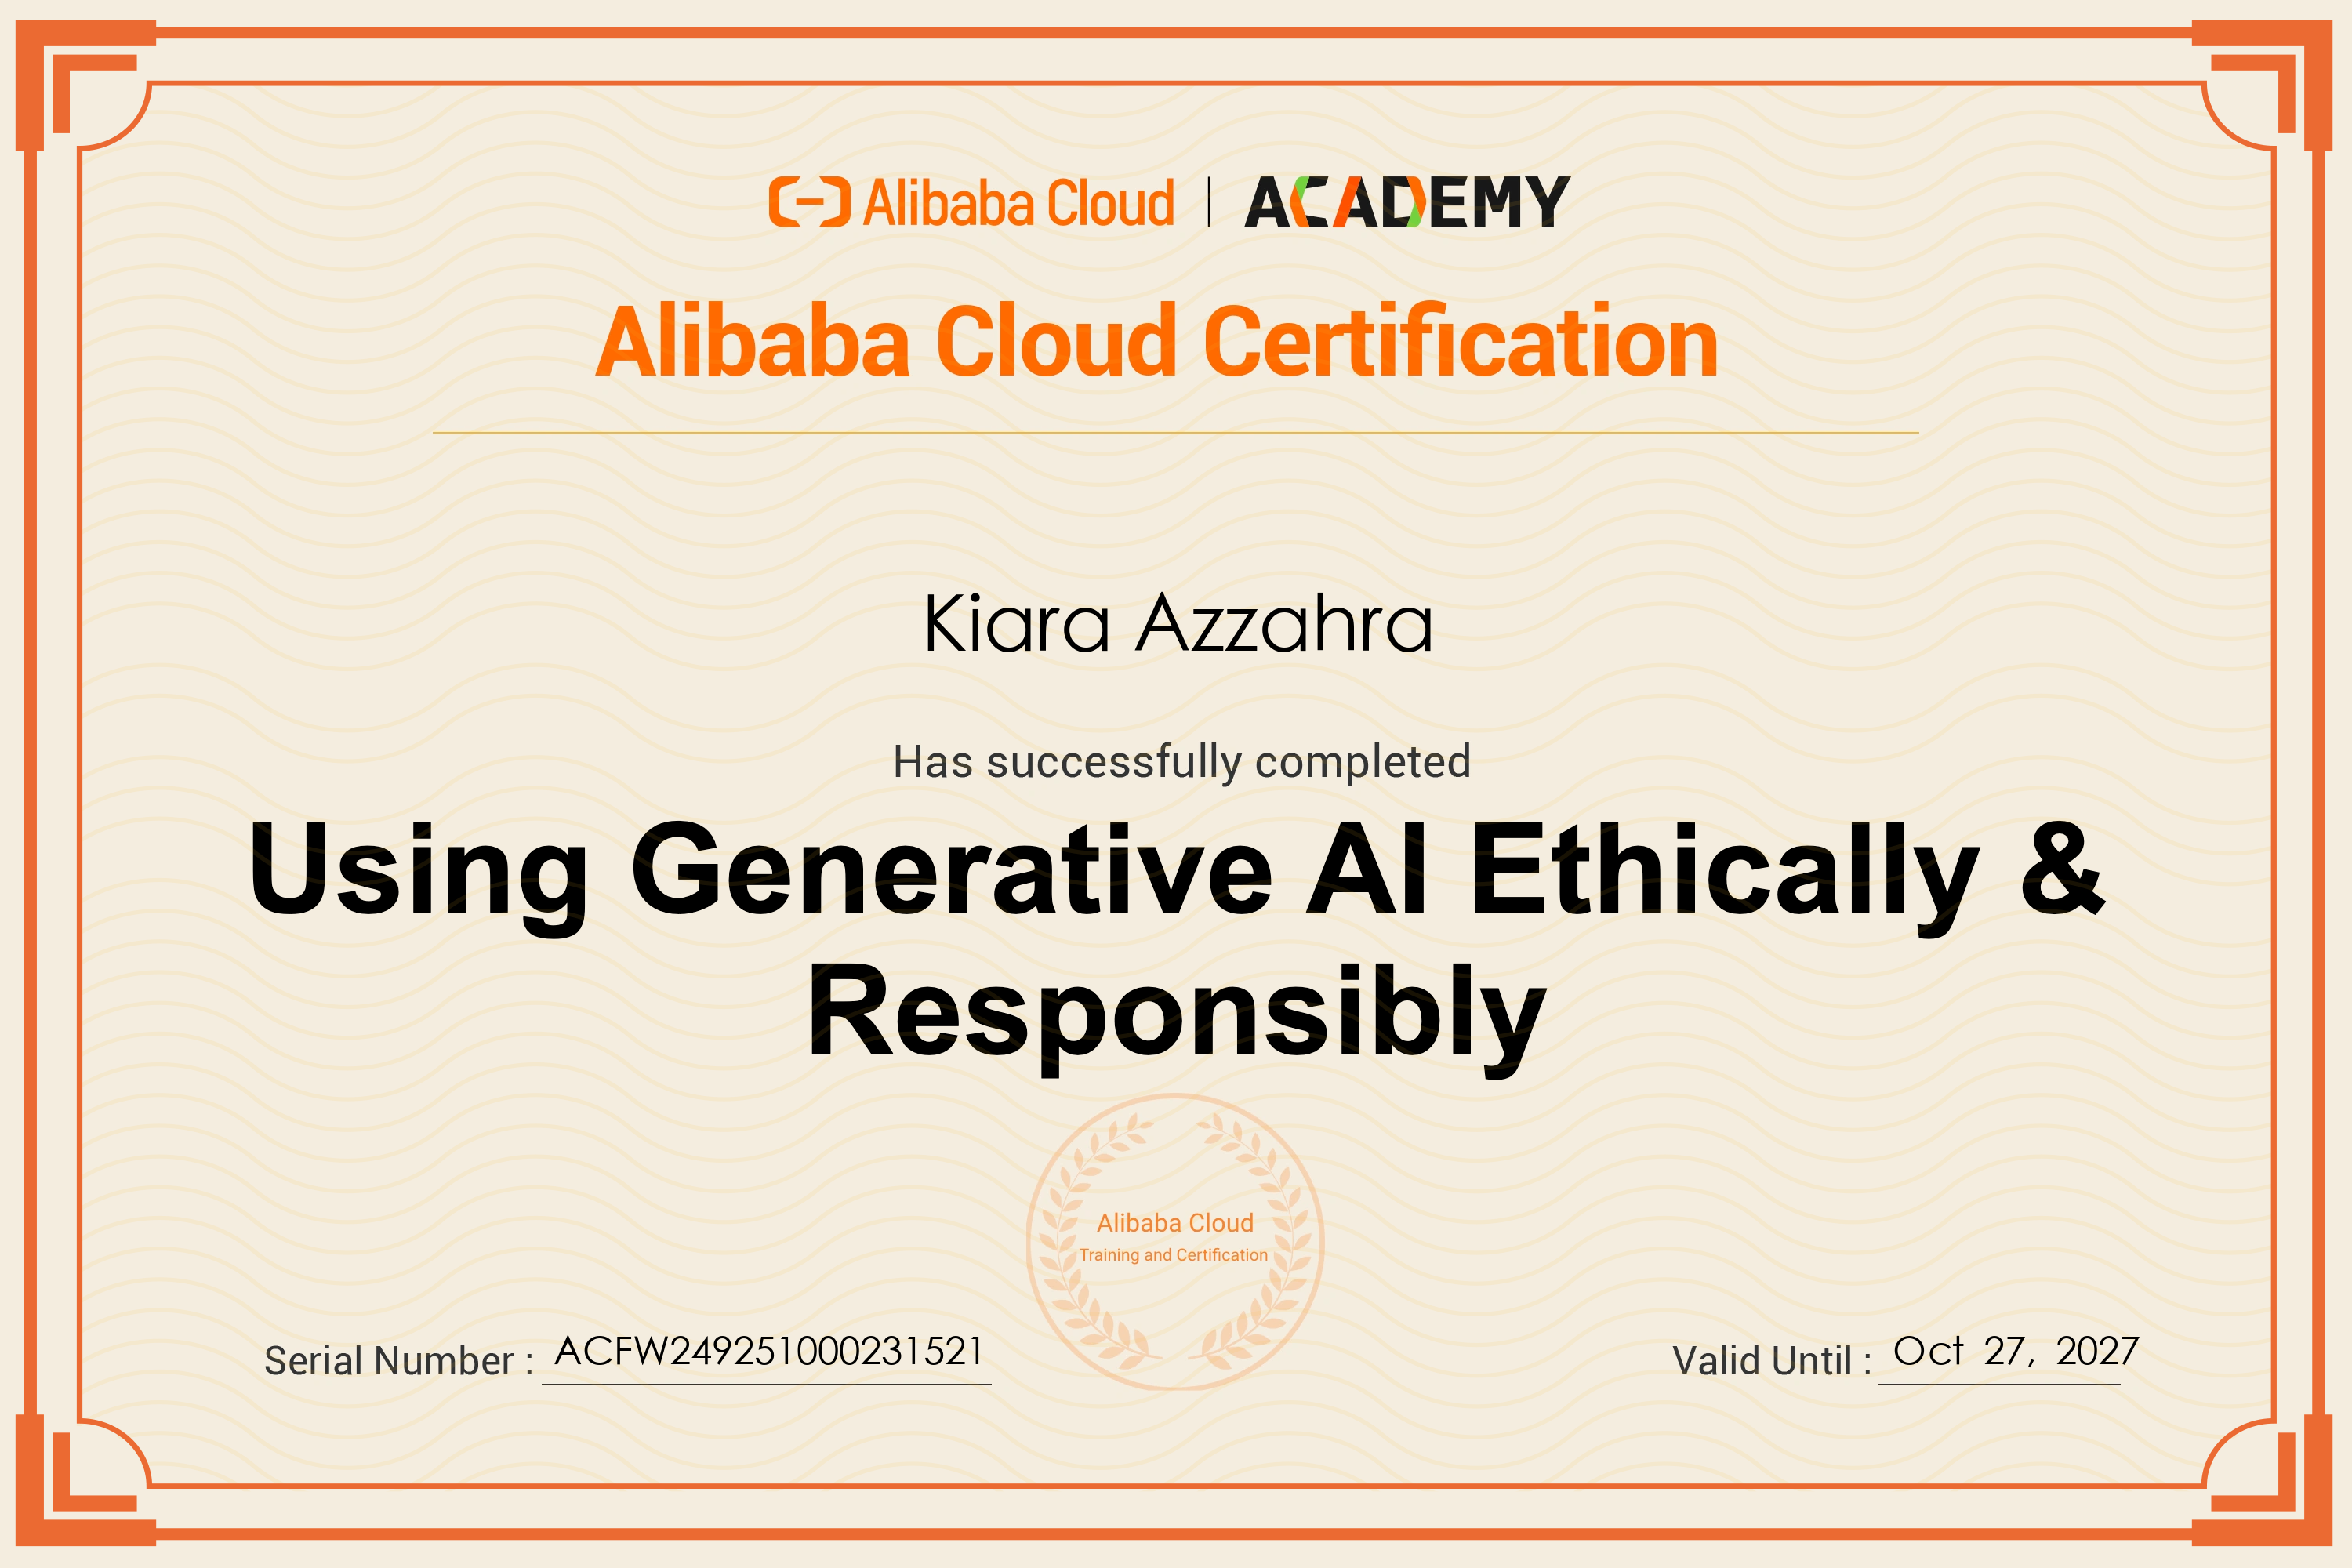 Alibaba Cloud | ACADEMY
Alibaba Cloud Certification
Kiara Azzahra
Has successfully completed
Using Generative AI Ethically &
Responsibly
Alibaba Cloud
Training and Certification
Serial Number : ACFW249251000231521
Valid Until : Oct 27, 2027